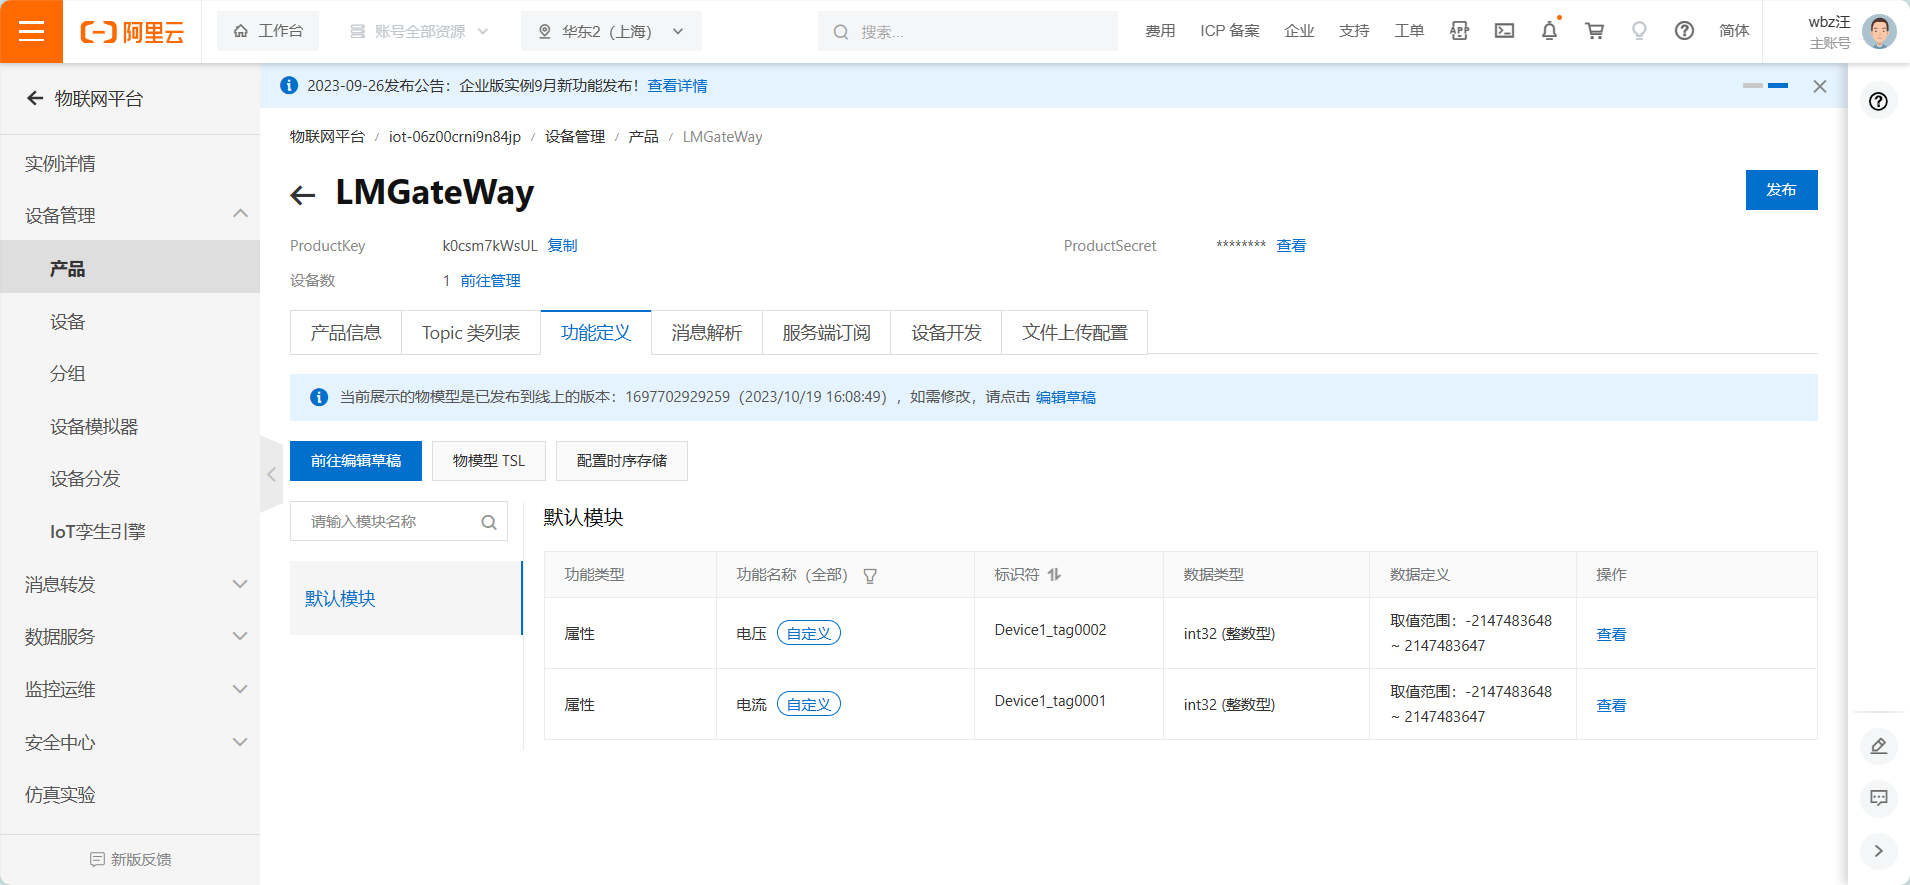 阿里云
工作台
账号全部资源
华东2（上海）
搜索...
费用
ICP 备案
企业
支持
工单
APP
简体
wbz汪
主账号
物联网平台
实例详情
设备管理
产品
设备
分组
设备模拟器
设备分发
IoT孪生引擎
消息转发
数据服务
监控运维
安全中心
仿真实验
新版反馈
2023-09-26发布公告：企业版实例9月新功能发布！查看详情
物联网平台 / iot-06z00crni9n84jp / 设备管理 / 产品 / LMGateWay
LMGateWay
发布
ProductKey k0csm7kWsUL 复制
ProductSecret ******** 查看
设备数 1 前往管理
产品信息
Topic 类列表
功能定义
消息解析
服务端订阅
设备开发
文件上传配置
当前展示的物模型是已发布到线上的版本：1697702929259（2023/10/19 16:08:49），如需修改，请点击 编辑草稿
前往编辑草稿
物模型 TSL
配置时序存储
请输入模块名称
默认模块
默认模块
功能类型 功能名称（全部） 标识符 数据类型 数据定义 操作
属性 电压 自定义 Device1_tag0002 int32 (整数型) 取值范围：-2147483648 ~ 2147483647 查看
属性 电流 自定义 Device1_tag0001 int32 (整数型) 取值范围：-2147483648 ~ 2147483647 查看